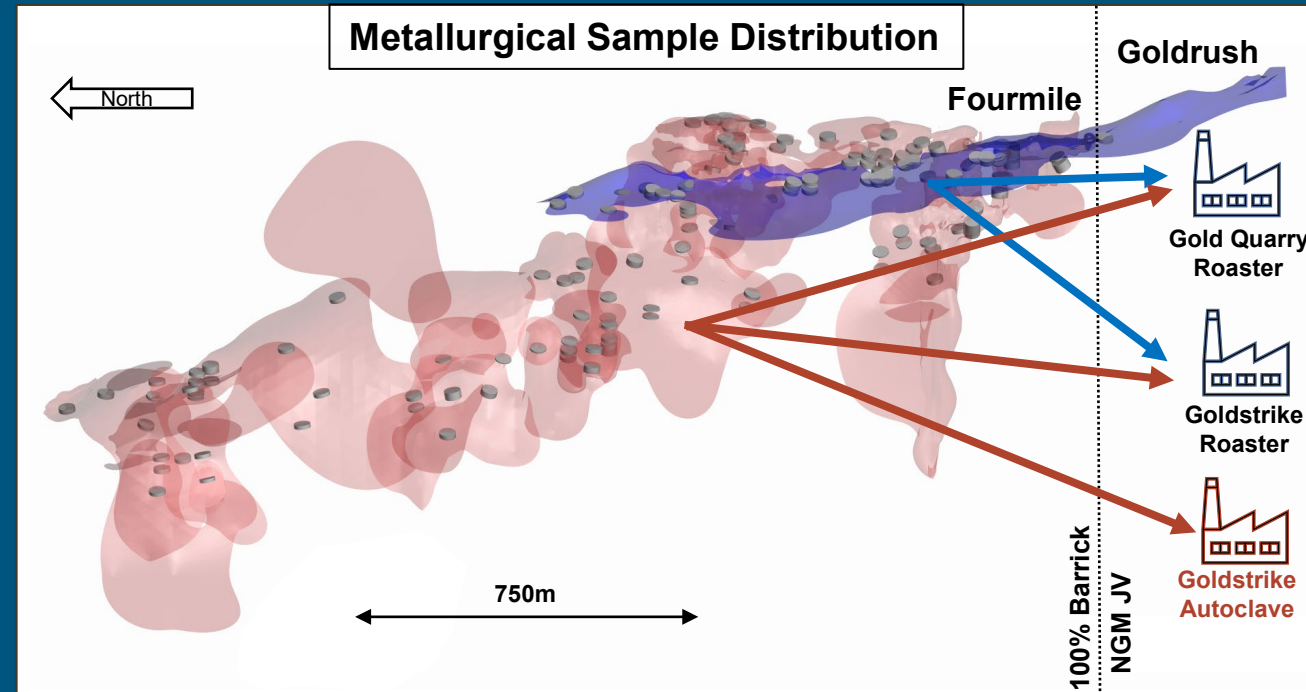 Metallurgical Sample Distribution
North
Goldrush
Fourmile
Gold Quarry
Roaster
Goldstrike
Roaster
Goldstrike
Autoclave
750m
100% Barrick
NGM JV